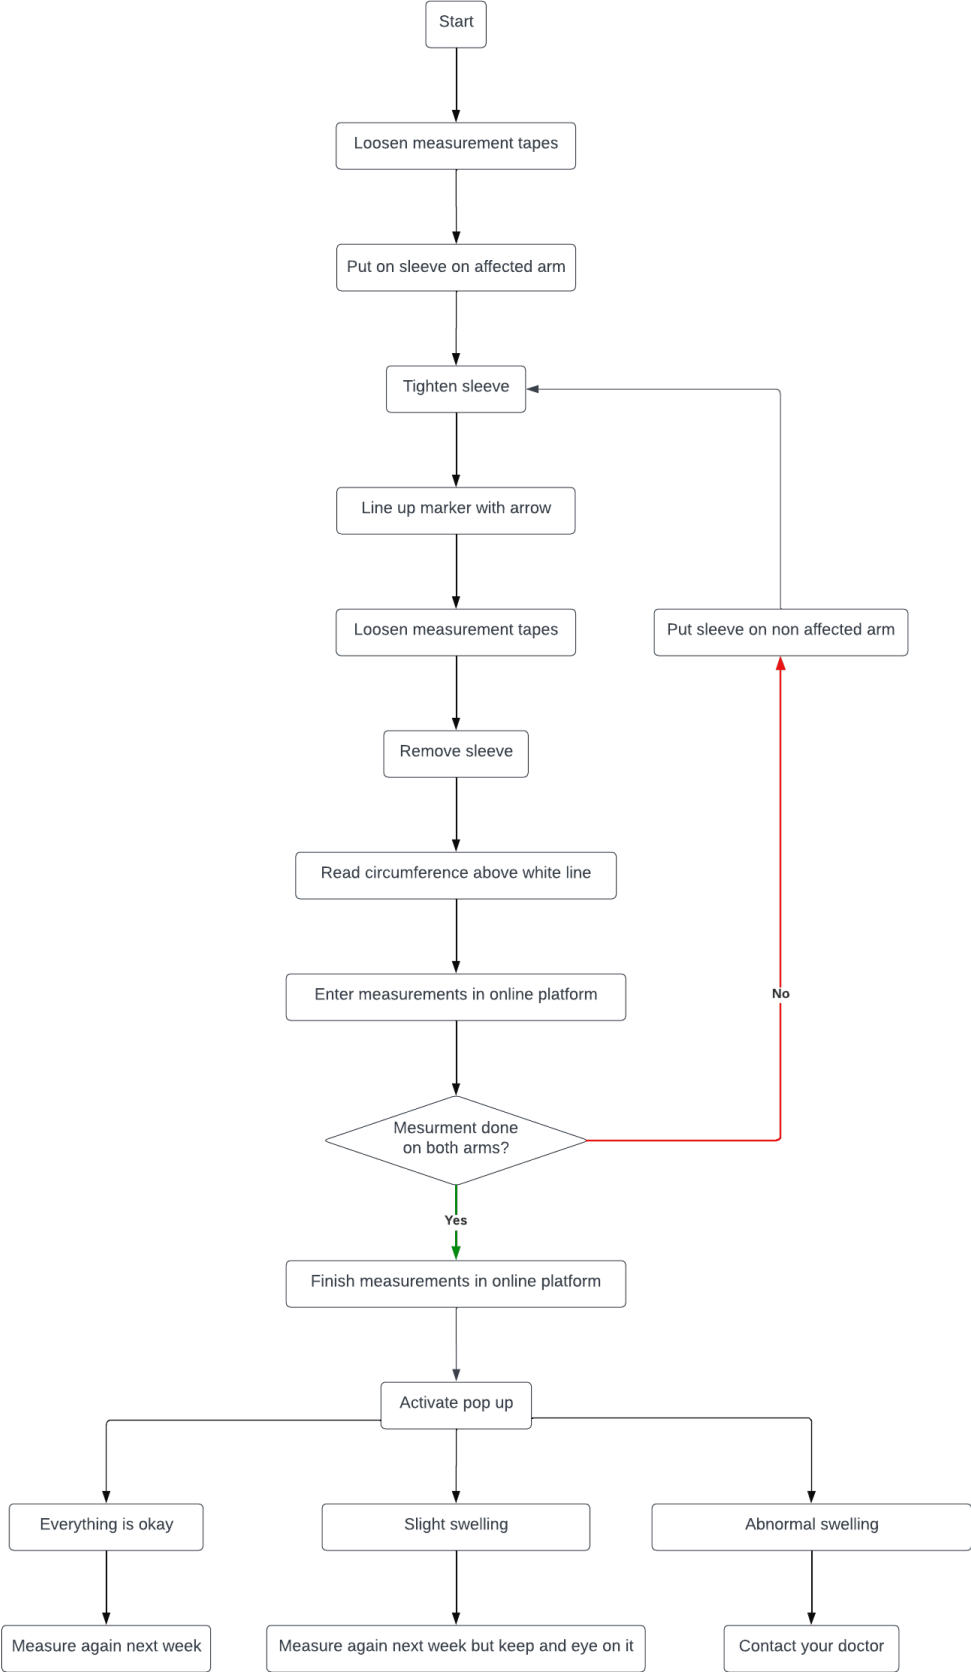 Start
Loosen measurement tapes
Put on sleeve on affected arm
Tighten sleeve
Line up marker with arrow
Loosen measurement tapes
Put sleeve on non affected arm
Remove sleeve
Read circumference above white line
Enter measurements in online platform
No
Mesurment done
on both arms?
Yes
Finish measurements in online platform
Activate pop up
Everything is okay
Slight swelling
Abnormal swelling
Measure again next week
Measure again next week but keep and eye on it
Contact your doctor